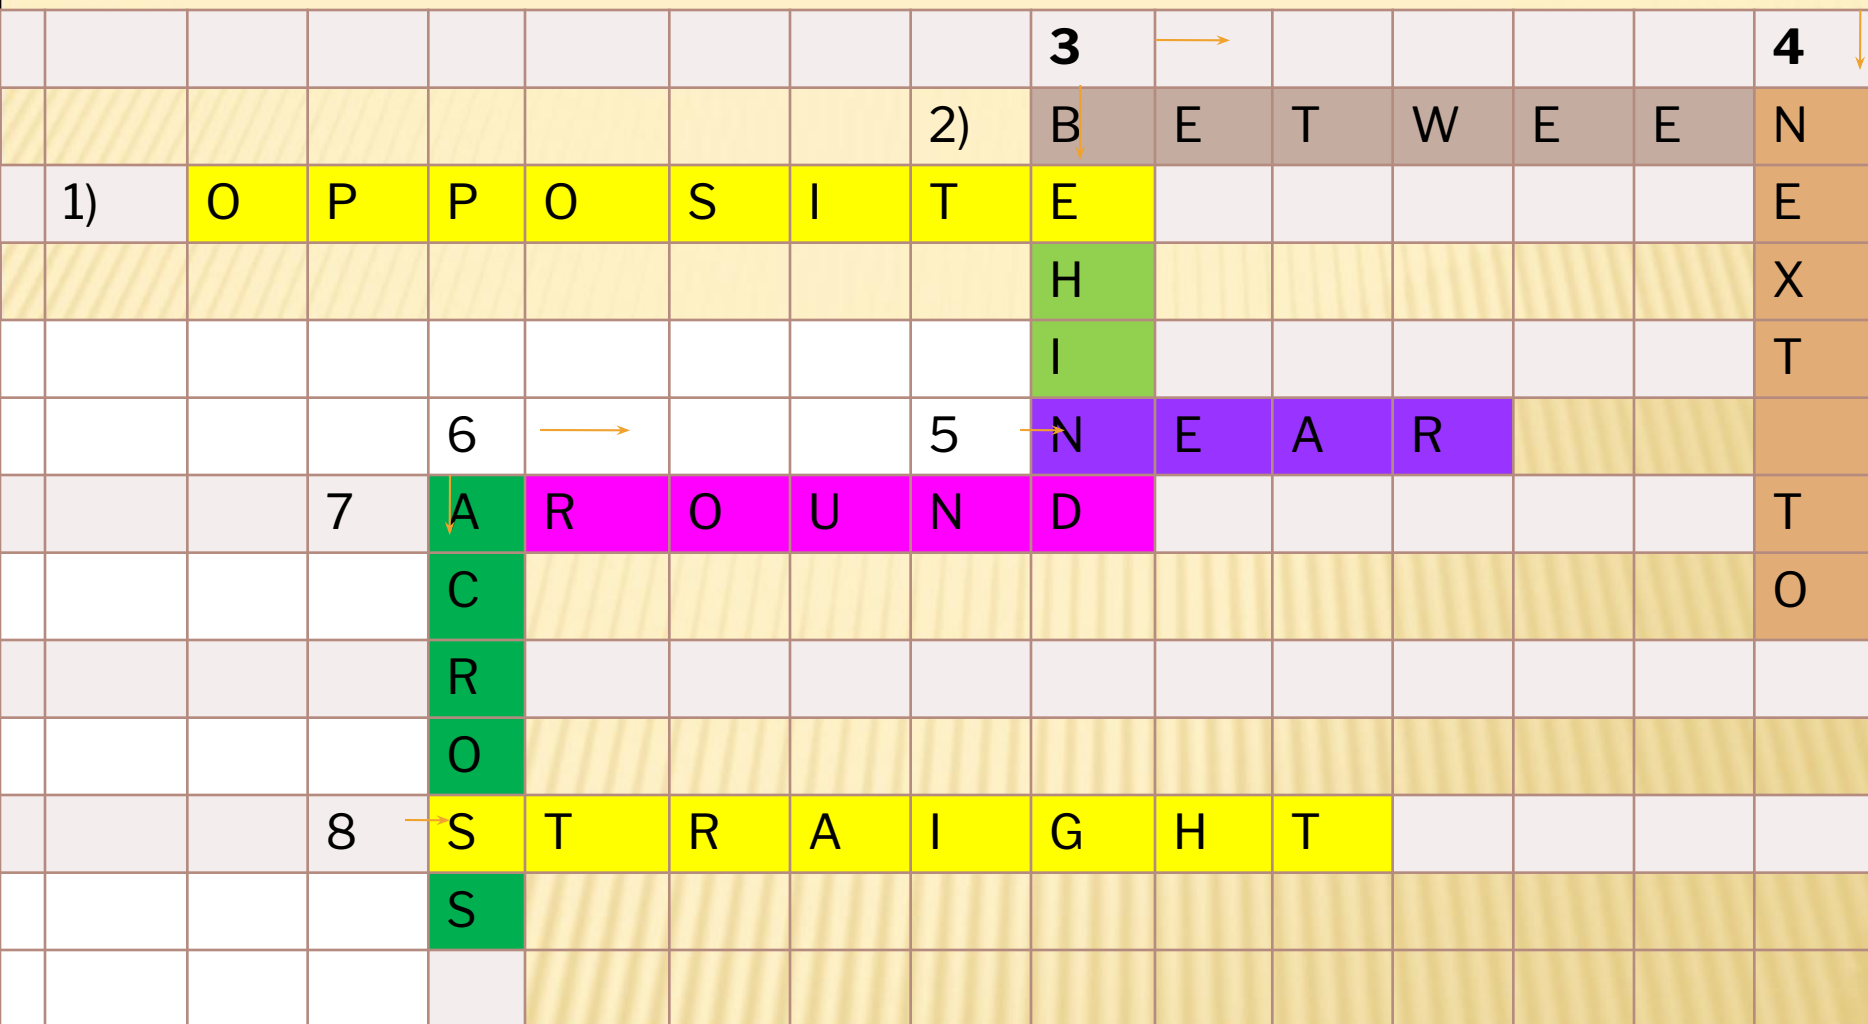 3 4
2) B E T W E E N
1) O P P O S I T E E
H X
I T
6 5 N E A R
7 A R O U N D T
C O
R
O
8 S T R A I G H T
S